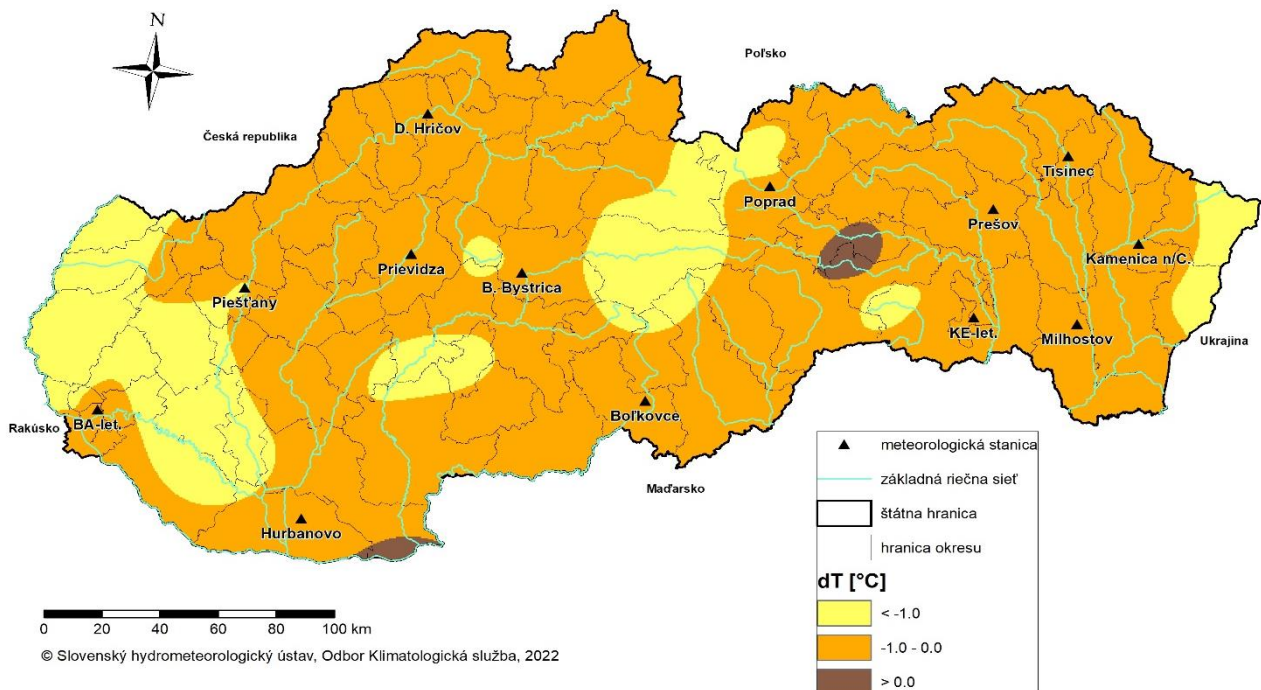 N
Poľsko
Česká republika
D. Hričov
Tisinec
Poprad
Prešov
Prievidza
Kamenica n/C.
B. Bystrica
Piešťany
KE-let.
Milhostov
Ukrajina
Rakúsko
BA-let.
Boľkovce
Maďarsko
Hurbanovo
meteorologická stanica
základná riečna sieť
štátna hranica
hranica okresu
dT [°C]
< -1.0
-1.0 - 0.0
> 0.0
0 20 40 60 80 100 km
© Slovenský hydrometeorologický ústav, Odbor Klimatologická služba, 2022